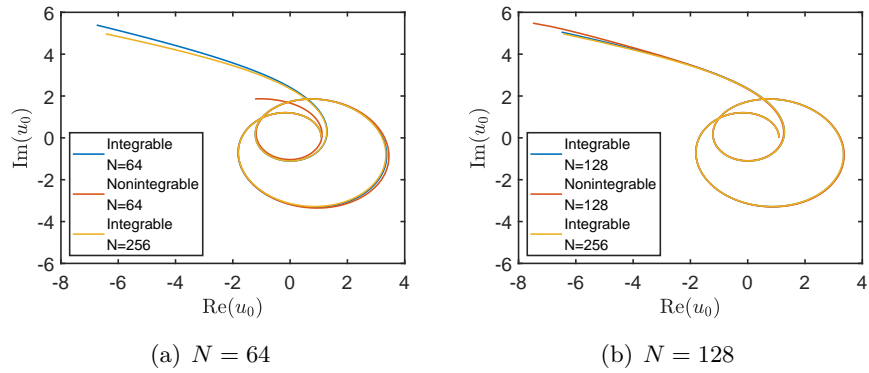 6
4
2
0
-2
-4
-6
Im(u₀)
Integrable
N=64
Nonintegrable
N=64
Integrable
N=256
-8 -6 -4 -2 0 2 4
Re(u₀)
(a) N = 64
6
4
2
0
-2
-4
-6
Im(u₀)
Integrable
N=128
Nonintegrable
N=128
Integrable
N=256
-8 -6 -4 -2 0 2 4
Re(u₀)
(b) N = 128